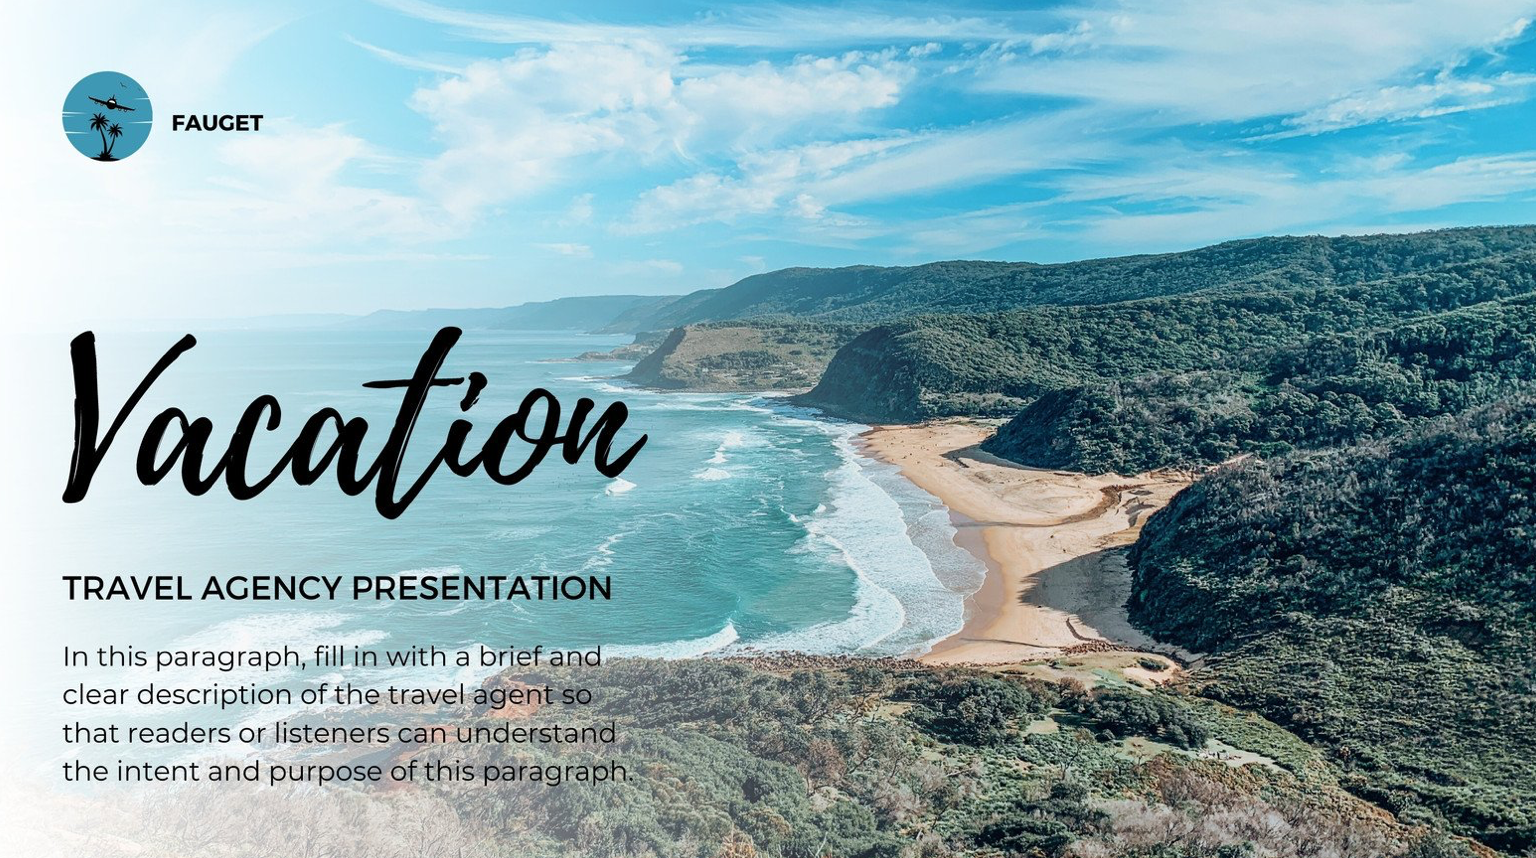 FAUGET
Vacation
TRAVEL AGENCY PRESENTATION
In this paragraph, fill in with a brief and
clear description of the travel agent so
that readers or listeners can understand
the intent and purpose of this paragraph.